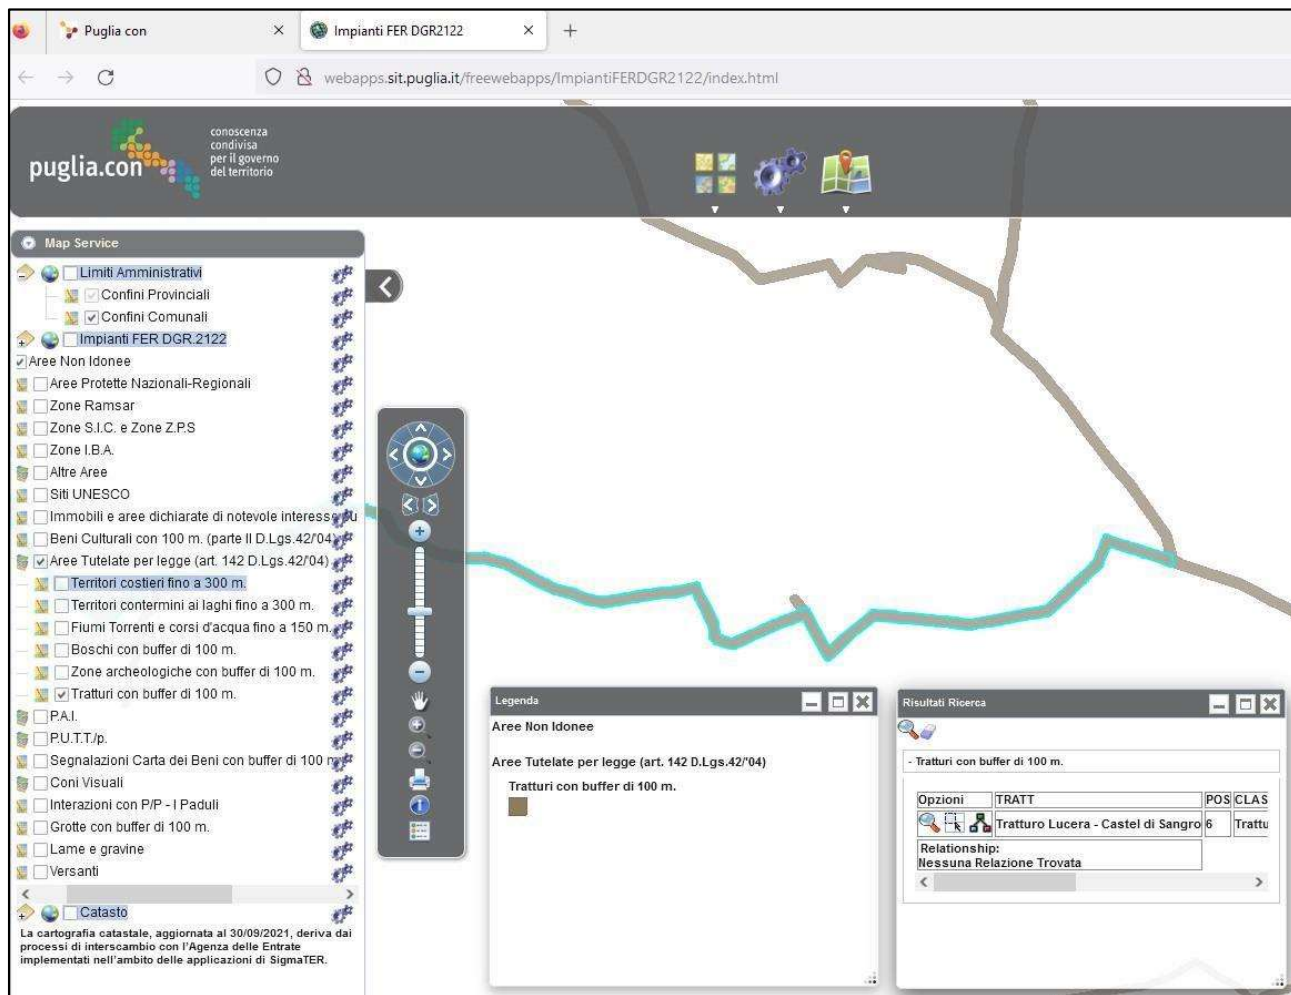 Puglia con
Impianti FER DGR2122
webapps.sit.puglia.it/freewebapps/ImpiantiFERDGR2122/index.html
puglia.con
conoscenza
condivisa
per il governo
del territorio
Map Service
Limiti Amministrativi
Confini Provinciali
Confini Comunali
Impianti FER DGR.2122
Aree Non Idonee
Aree Protette Nazionali-Regionali
Zone Ramsar
Zone S.I.C. e Zone Z.P.S
Zone I.B.A.
Altre Aree
Siti UNESCO
Immobili e aree dichiarate di notevole interesse pu
Beni Culturali con 100 m. (parte II D.Lgs.42/'04)
Aree Tutelate per legge (art. 142 D.Lgs.42/'04)
Territori costieri fino a 300 m.
Territori contermini ai laghi fino a 300 m.
Fiumi Torrenti e corsi d'acqua fino a 150 m.
Boschi con buffer di 100 m.
Zone archeologiche con buffer di 100 m.
Tratturi con buffer di 100 m.
P.A.I.
P.U.T.T./p.
Segnalazioni Carta dei Beni con buffer di 100 m
Coni Visuali
Interazioni con P/P - I Paduli
Grotte con buffer di 100 m.
Lame e gravine
Versanti
Catasto
La cartografia catastale, aggiornata al 30/09/2021, deriva dai
processi di interscambio con l'Agenzia delle Entrate
implementati nell'ambito delle applicazioni di SigmaTER.
Legenda
Aree Non Idonee
Aree Tutelate per legge (art. 142 D.Lgs.42/'04)
Tratturi con buffer di 100 m.
Risultati Ricerca
- Tratturi con buffer di 100 m.
Opzioni TRATT POS CLAS
Tratturo Lucera - Castel di Sangro 6 Trattu
Relationship:
Nessuna Relazione Trovata